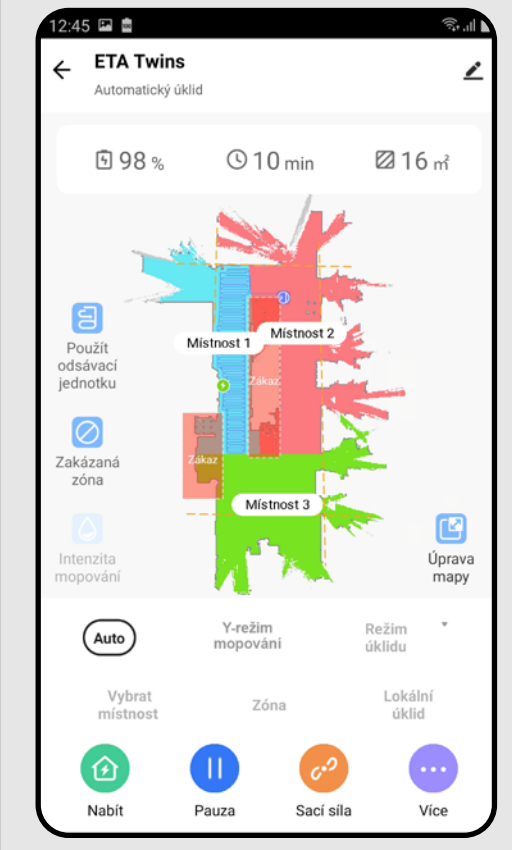 12:45
ETA Twins
Automatický úklid
98 %
10 min
16 ㎡
Místnost 2
Místnost 1
Použít
odsávací
jednotku
Zákaz
Zakázaná
zóna
Zákaz
Místnost 3
Intenzita
mopování
Úprava
mapy
Auto
Y-režim
mopování
Režim
úklidu
Vybrat
místnost
Zóna
Lokální
úklid
Nabít
Pauza
Sací síla
Více